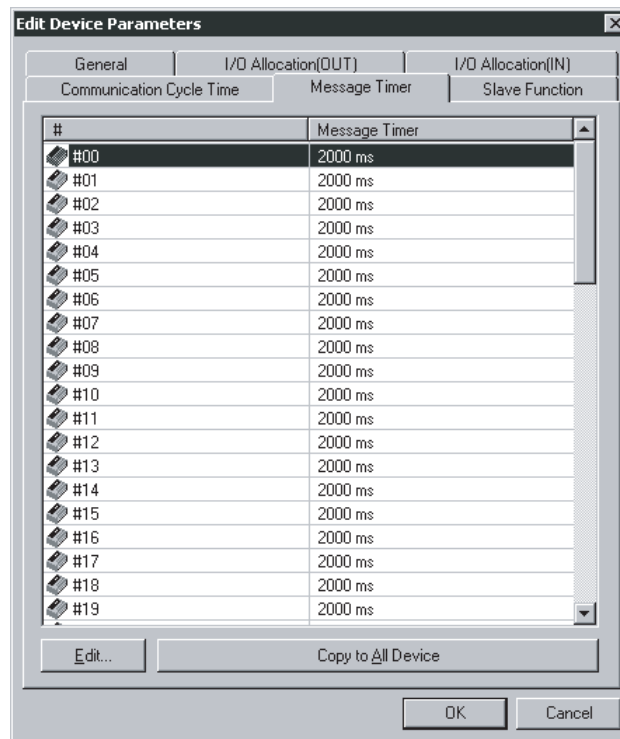 Edit Device Parameters
General I/O Allocation(OUT) I/O Allocation(IN)
Communication Cycle Time Message Timer Slave Function
# Message Timer
#00 2000 ms
#01 2000 ms
#02 2000 ms
#03 2000 ms
#04 2000 ms
#05 2000 ms
#06 2000 ms
#07 2000 ms
#08 2000 ms
#09 2000 ms
#10 2000 ms
#11 2000 ms
#12 2000 ms
#13 2000 ms
#14 2000 ms
#15 2000 ms
#16 2000 ms
#17 2000 ms
#18 2000 ms
#19 2000 ms
Edit... Copy to All Device
OK Cancel